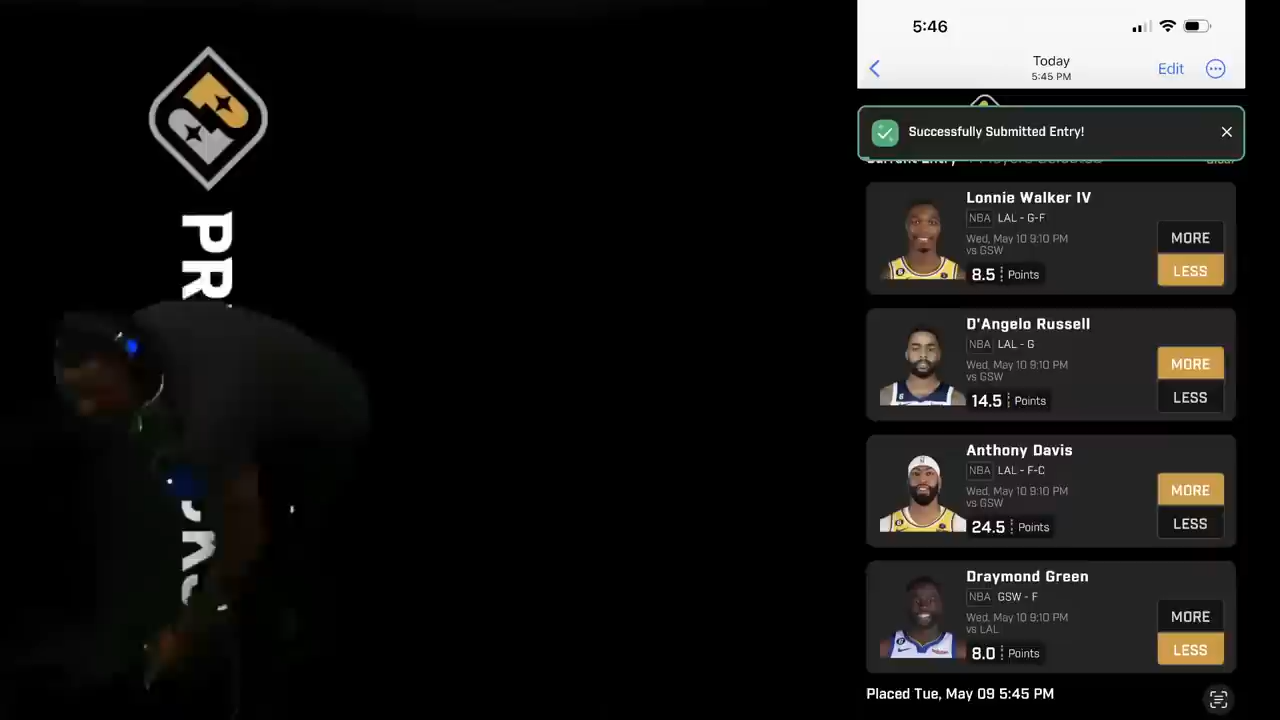 PR
5:46
Today
5:45 PM
Edit
Successfully Submitted Entry!
Lonnie Walker IV
NBA LAL - G-F
Wed, May 10 9:10 PM
vs GSW
8.5 Points
MORE
LESS
D'Angelo Russell
NBA LAL - G
Wed, May 10 9:10 PM
vs GSW
14.5 Points
MORE
LESS
Anthony Davis
NBA LAL - F-C
Wed, May 10 9:10 PM
vs GSW
24.5 Points
MORE
LESS
Draymond Green
NBA GSW - F
Wed, May 10 9:10 PM
vs LAL
8.0 Points
MORE
LESS
Placed Tue, May 09 5:45 PM